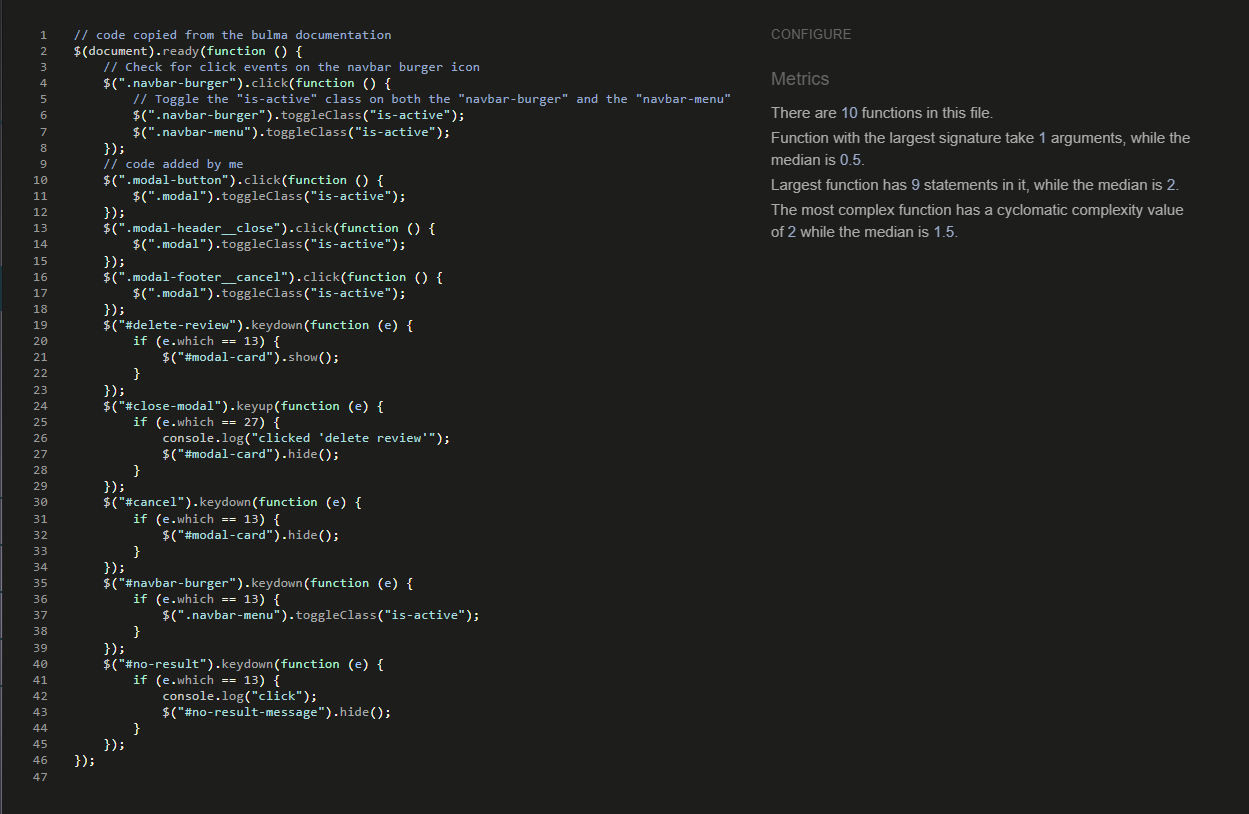 1 // code copied from the bulma documentation
2 $(document).ready(function () {
3 // Check for click events on the navbar burger icon
4 $(".navbar-burger").click(function () {
5 // Toggle the "is-active" class on both the "navbar-burger" and the "navbar-menu"
6 $(".navbar-burger").toggleClass("is-active");
7 $(".navbar-menu").toggleClass("is-active");
8 });
9 // code added by me
10 $(".modal-button").click(function () {
11 $(".modal").toggleClass("is-active");
12 });
13 $(".modal-header__close").click(function () {
14 $(".modal").toggleClass("is-active");
15 });
16 $(".modal-footer__cancel").click(function () {
17 $(".modal").toggleClass("is-active");
18 });
19 $("#delete-review").keydown(function (e) {
20 if (e.which == 13) {
21 $("#modal-card").show();
22 }
23 });
24 $("#close-modal").keyup(function (e) {
25 if (e.which == 27) {
26 console.log("clicked 'delete review'");
27 $("#modal-card").hide();
28 }
29 });
30 $("#cancel").keydown(function (e) {
31 if (e.which == 13) {
32 $("#modal-card").hide();
33 }
34 });
35 $("#navbar-burger").keydown(function (e) {
36 if (e.which == 13) {
37 $(".navbar-menu").toggleClass("is-active");
38 }
39 });
40 $("#no-result").keydown(function (e) {
41 if (e.which == 13) {
42 console.log("click");
43 $("#no-result-message").hide();
44 }
45 });
46 });
47
CONFIGURE
Metrics
There are 10 functions in this file.
Function with the largest signature take 1 arguments, while the
median is 0.5.
Largest function has 9 statements in it, while the median is 2.
The most complex function has a cyclomatic complexity value
of 2 while the median is 1.5.